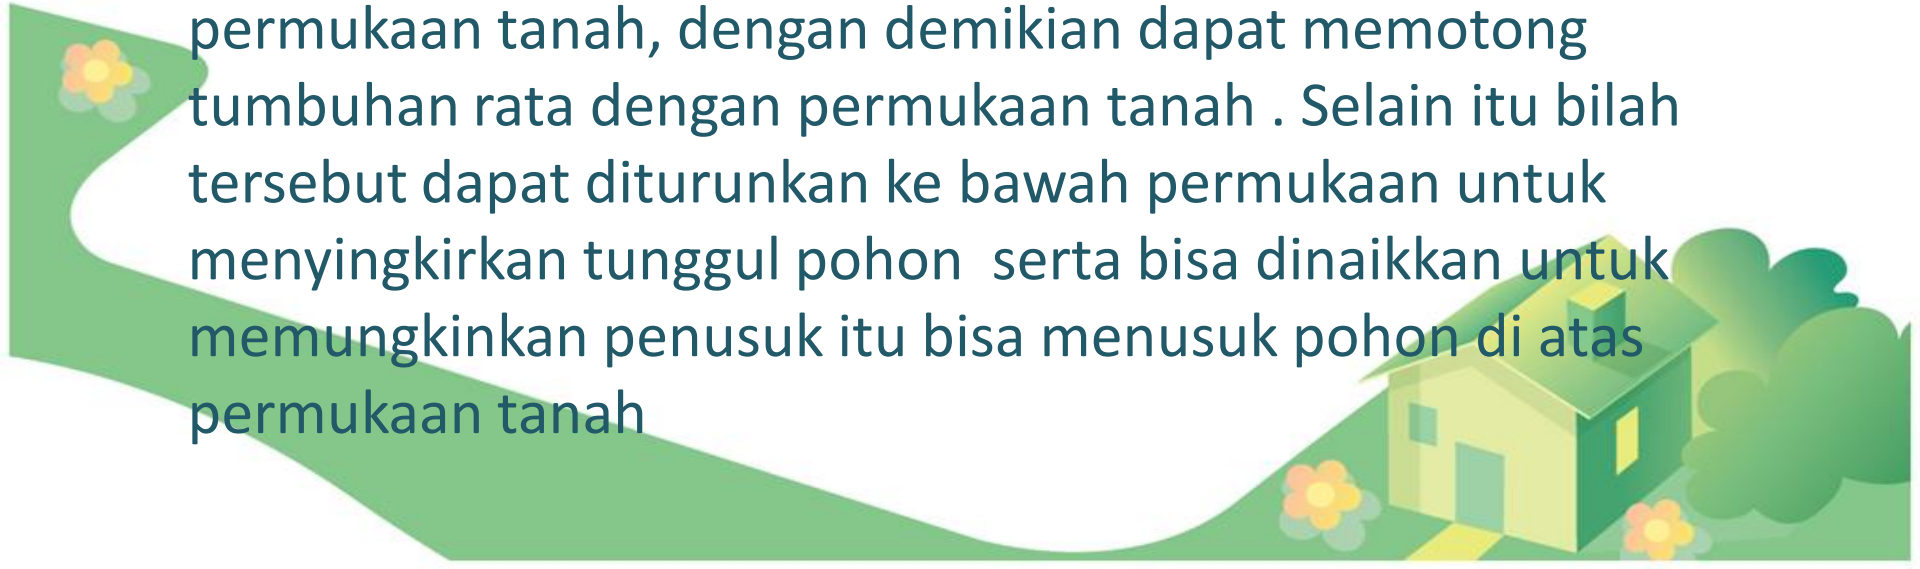 permukaan tanah, dengan demikian dapat memotong
tumbuhan rata dengan permukaan tanah . Selain itu bilah
tersebut dapat diturunkan ke bawah permukaan untuk
menyingkirkan tunggul pohon  serta bisa dinaikkan untuk
memungkinkan penusuk itu bisa menusuk pohon di atas
permukaan tanah